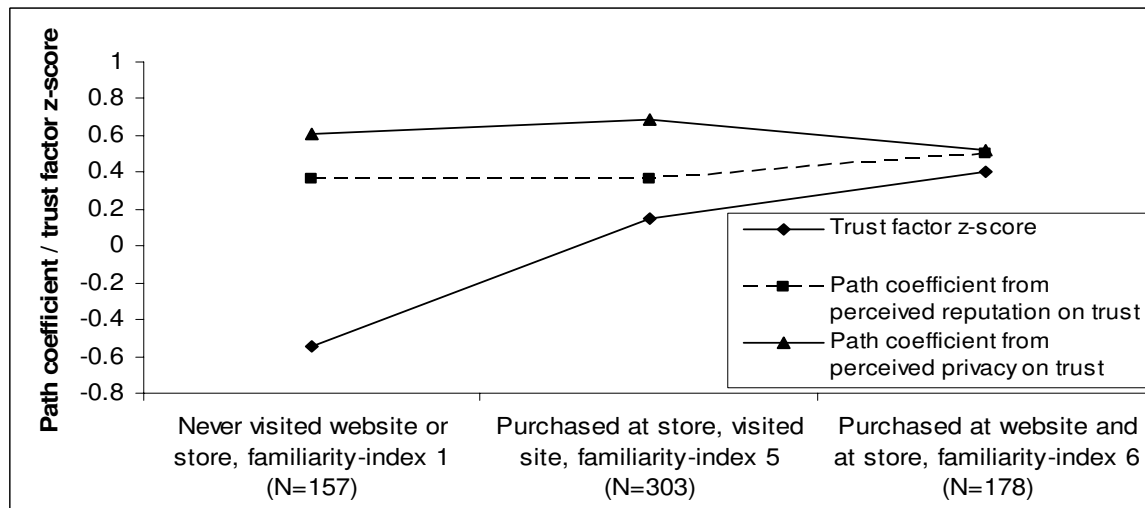 Path coefficient / trust factor z-score
1
0.8
0.6
0.4
0.2
0
-0.2
-0.4
-0.6
-0.8
Trust factor z-score
Path coefficient from
perceived reputation on trust
Path coefficient from
perceived privacy on trust
Never visited website or
store, familiarity-index 1
(N=157)
Purchased at store, visited
site, familiarity-index 5
(N=303)
Purchased at website and
at store, familiarity-index 6
(N=178)